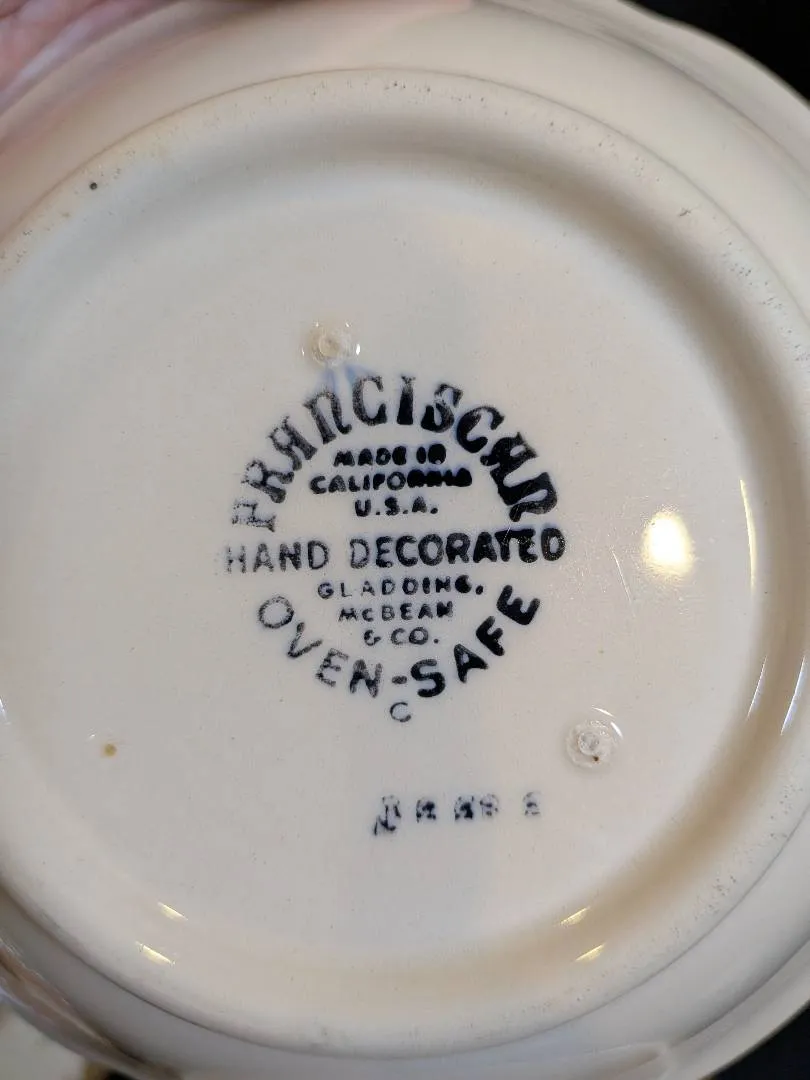 FRANCISCAN
MADE IN
CALIFORNIA
U.S.A.
HAND DECORATED
GLADDING,
McBEAN
& CO.
OVEN-SAFE
C